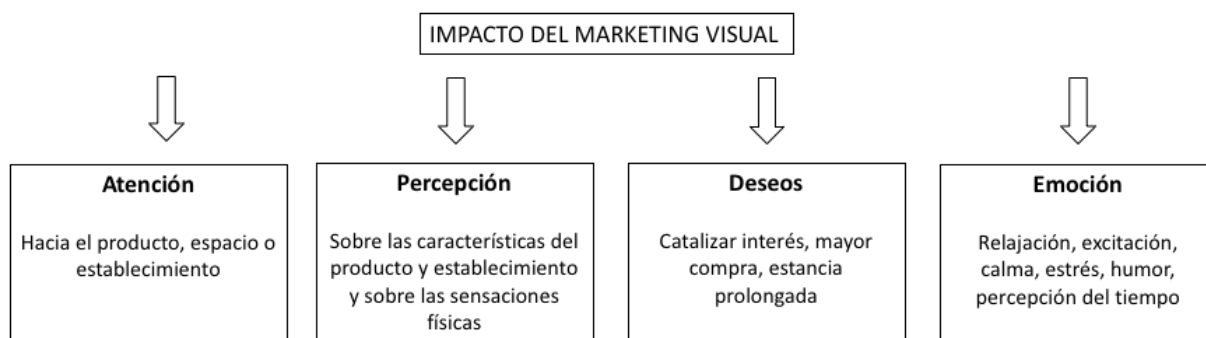 IMPACTO DEL MARKETING VISUAL
Atención
Hacia el producto, espacio o
establecimiento
Percepción
Sobre las características del
producto y establecimiento
y sobre las sensaciones
físicas
Deseos
Catalizar interés, mayor
compra, estancia
prolongada
Emoción
Relajación, excitación,
calma, estrés, humor,
percepción del tiempo